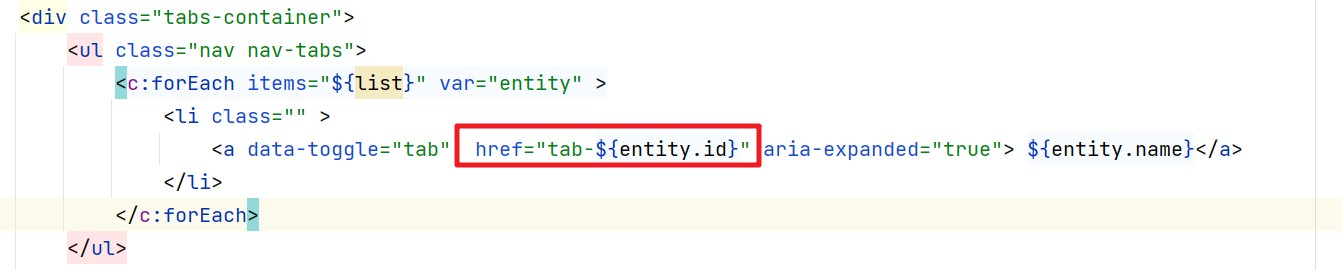 <div class="tabs-container">
<ul class="nav nav-tabs">
<c:forEach items="${list}" var="entity" >
<li class="" >
<a data-toggle="tab"  href="tab-${entity.id}" aria-expanded="true"> ${entity.name}</a>
</li>
</c:forEach>
</ul>